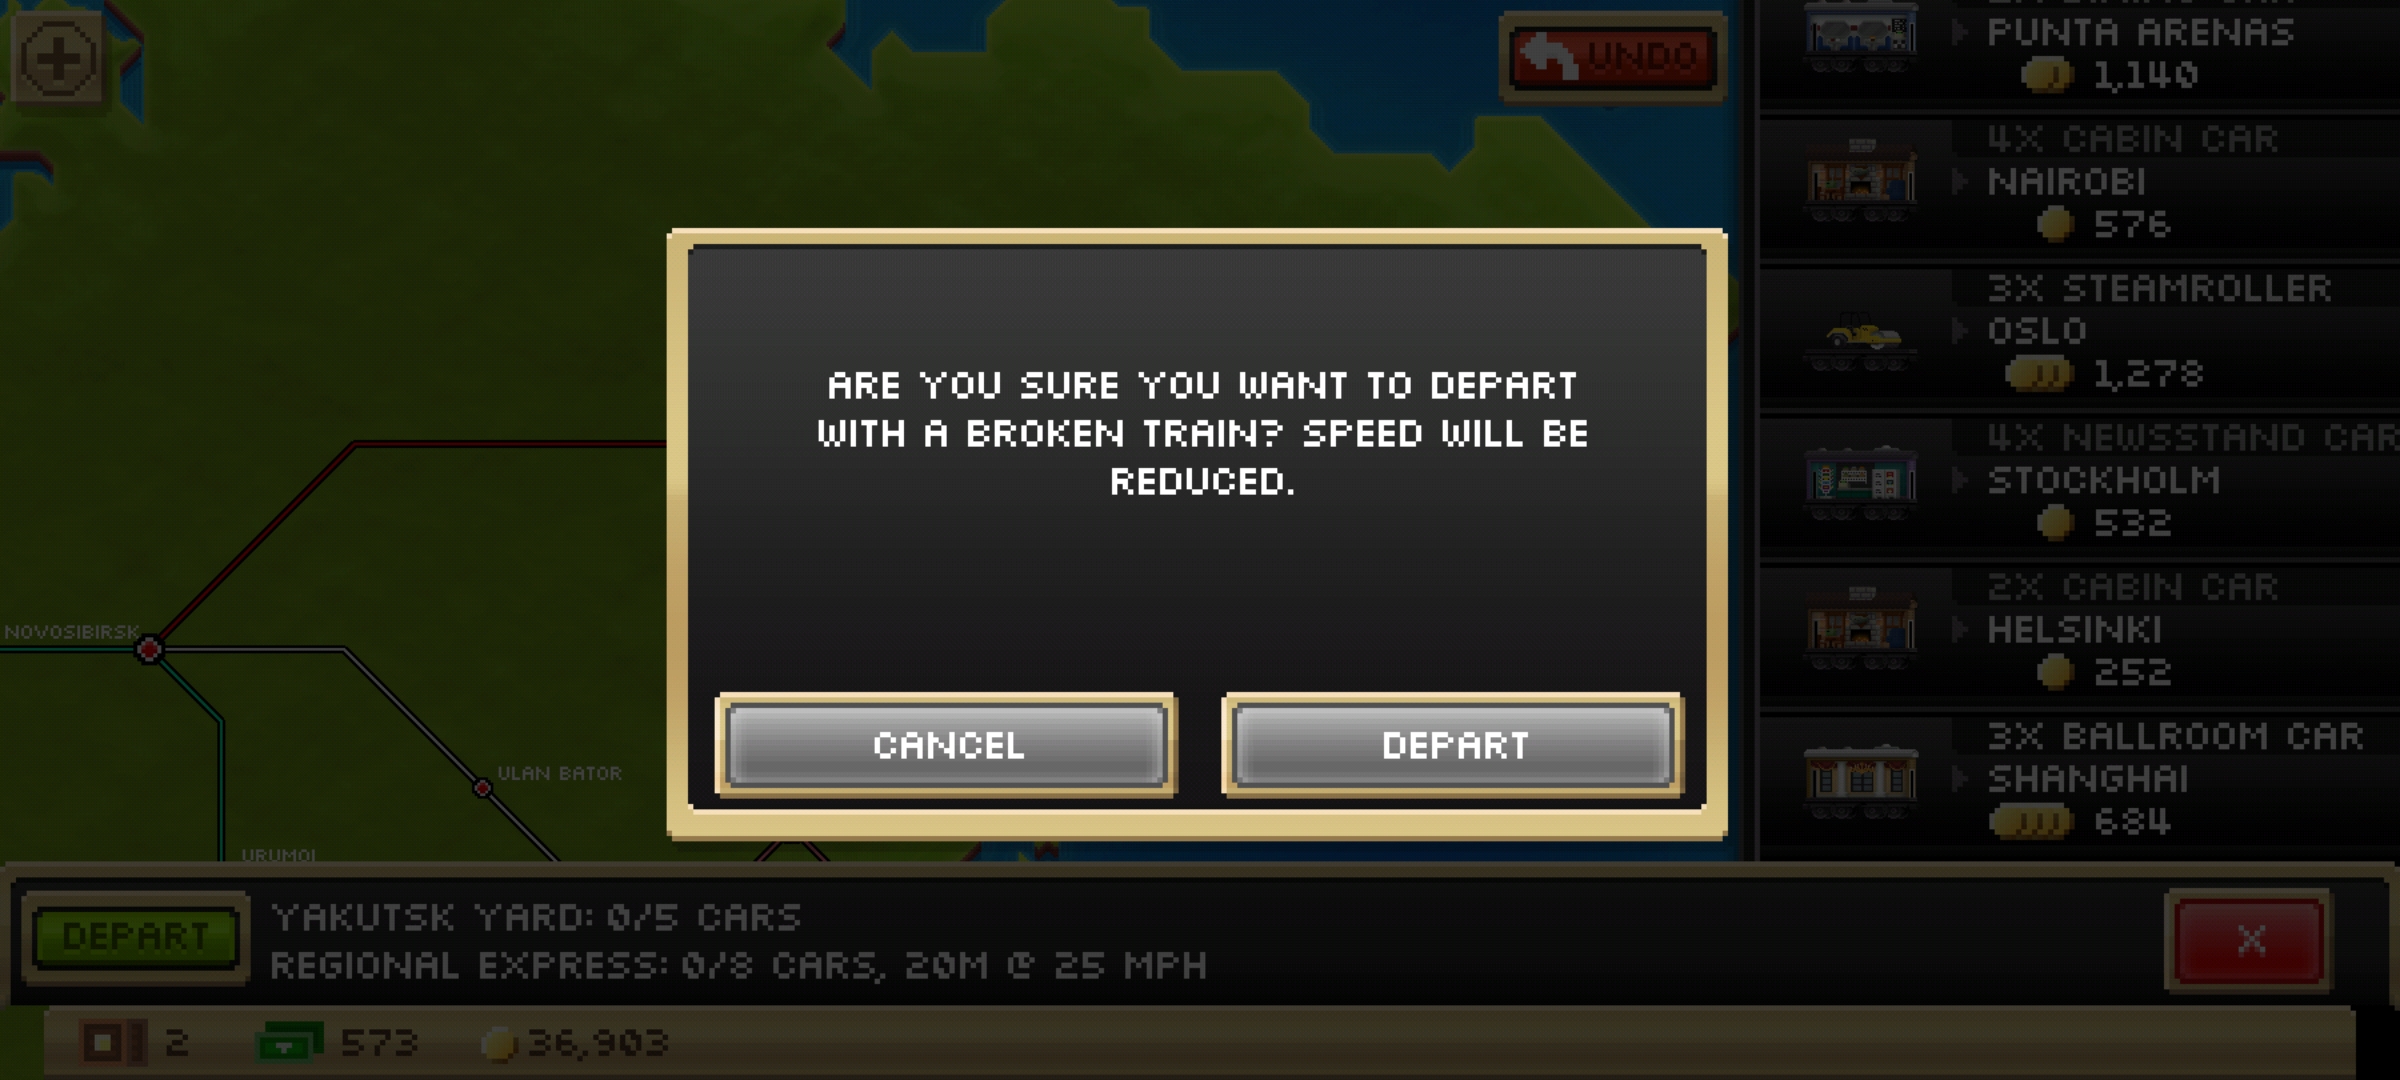 UNDO
PUNTA ARENAS
1,140
4X CABIN CAR
NAIROBI
576
3X STEAMROLLER
OSLO
1,278
4X NEWSSTAND CAR
STOCKHOLM
532
2X CABIN CAR
HELSINKI
252
3X BALLROOM CAR
SHANGHAI
684
ARE YOU SURE YOU WANT TO DEPART
WITH A BROKEN TRAIN? SPEED WILL BE
REDUCED.
CANCEL
DEPART
NOVOSIBIRSK
ULAN BATOR
URUMQI
DEPART
YAKUTSK YARD: 0/5 CARS
REGIONAL EXPRESS: 0/8 CARS, 20M @ 25 MPH
X
2
573
36,903